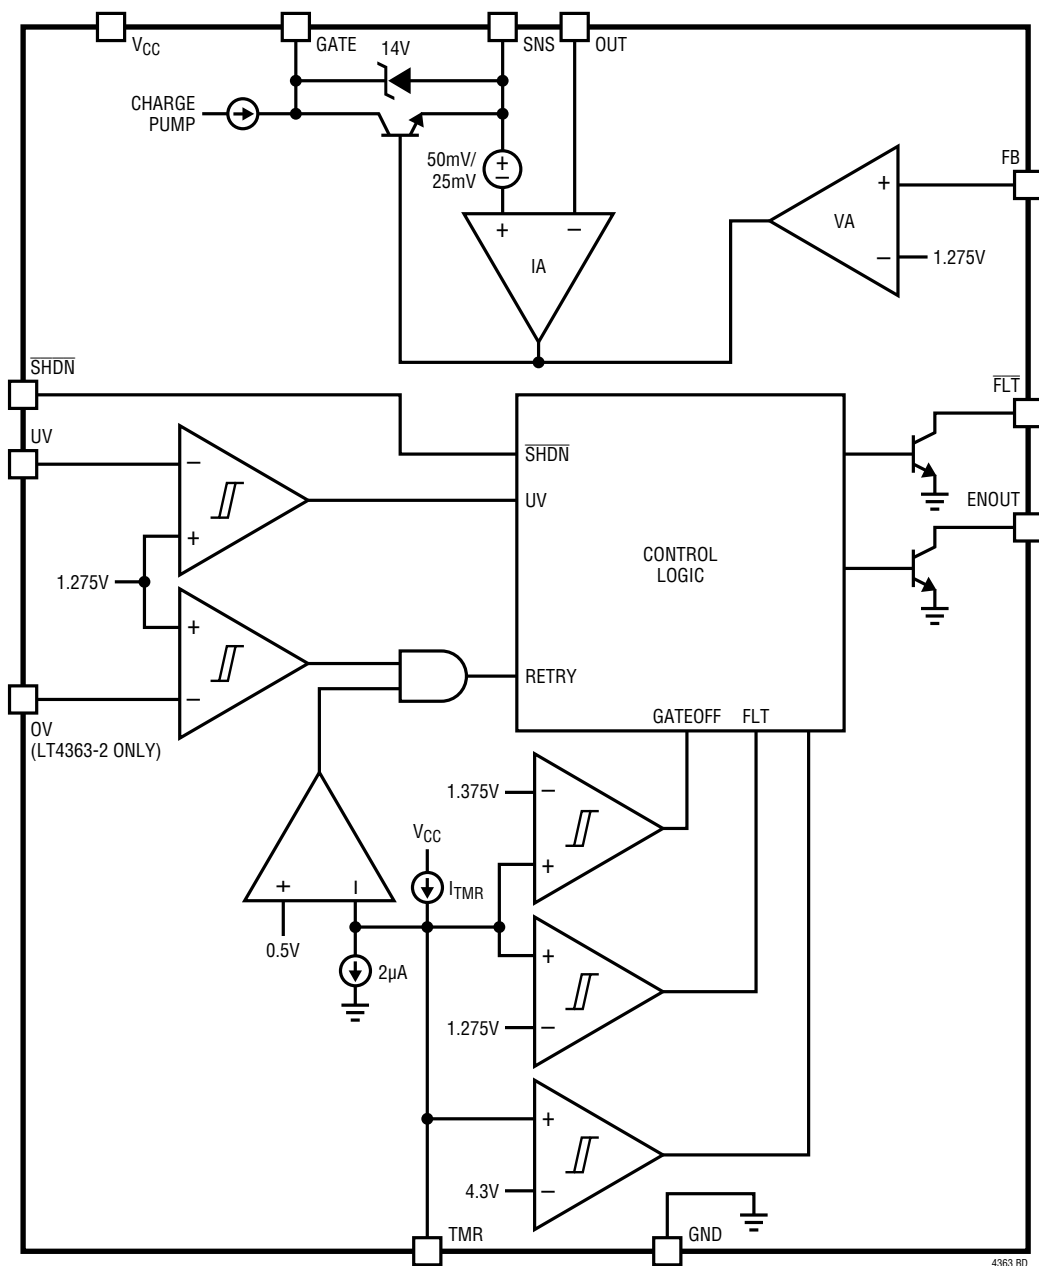 VCC
GATE
SNS
OUT
14V
CHARGE
PUMP
50mV/
25mV
+
–
+
–
IA
+
VA
–
FB
1.275V
SHDN
UV
–
+
1.275V
+
–
OV
(LT4363-2 ONLY)
SHDN
UV
CONTROL
LOGIC
RETRY
GATEOFF
FLT
FLT
ENOUT
1.375V
–
+
VCC
ITMR
+
–
0.5V
2µA
+
1.275V
–
+
4.3V
–
TMR
GND
4363 BD